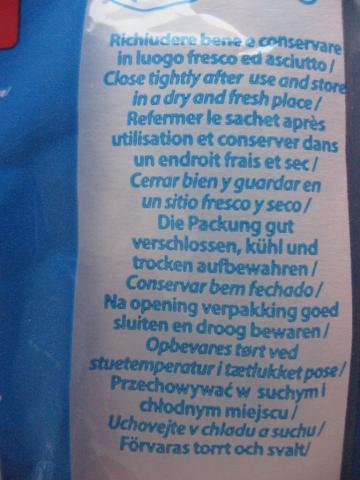 Richiudere bene e conservare
in luogo fresco ed asciutto /
Close tightly after use and store
in a dry and fresh place /
Refermer le sachet après
utilisation et conserver dans
un endroit frais et sec /
Cerrar bien y guardar en
un sitio fresco y seco /
Die Packung gut
verschlossen, kühl und
trocken aufbewahren /
Conservar bem fechado /
Na opening verpakking goed
sluiten en droog bewaren /
Opbevares tørt ved
stuetemperatur i tætlukket pose /
Przechowywać w suchym i
chłodnym miejscu /
Uchovejte v chladu a suchu /
Förvaras torrt och svalt /